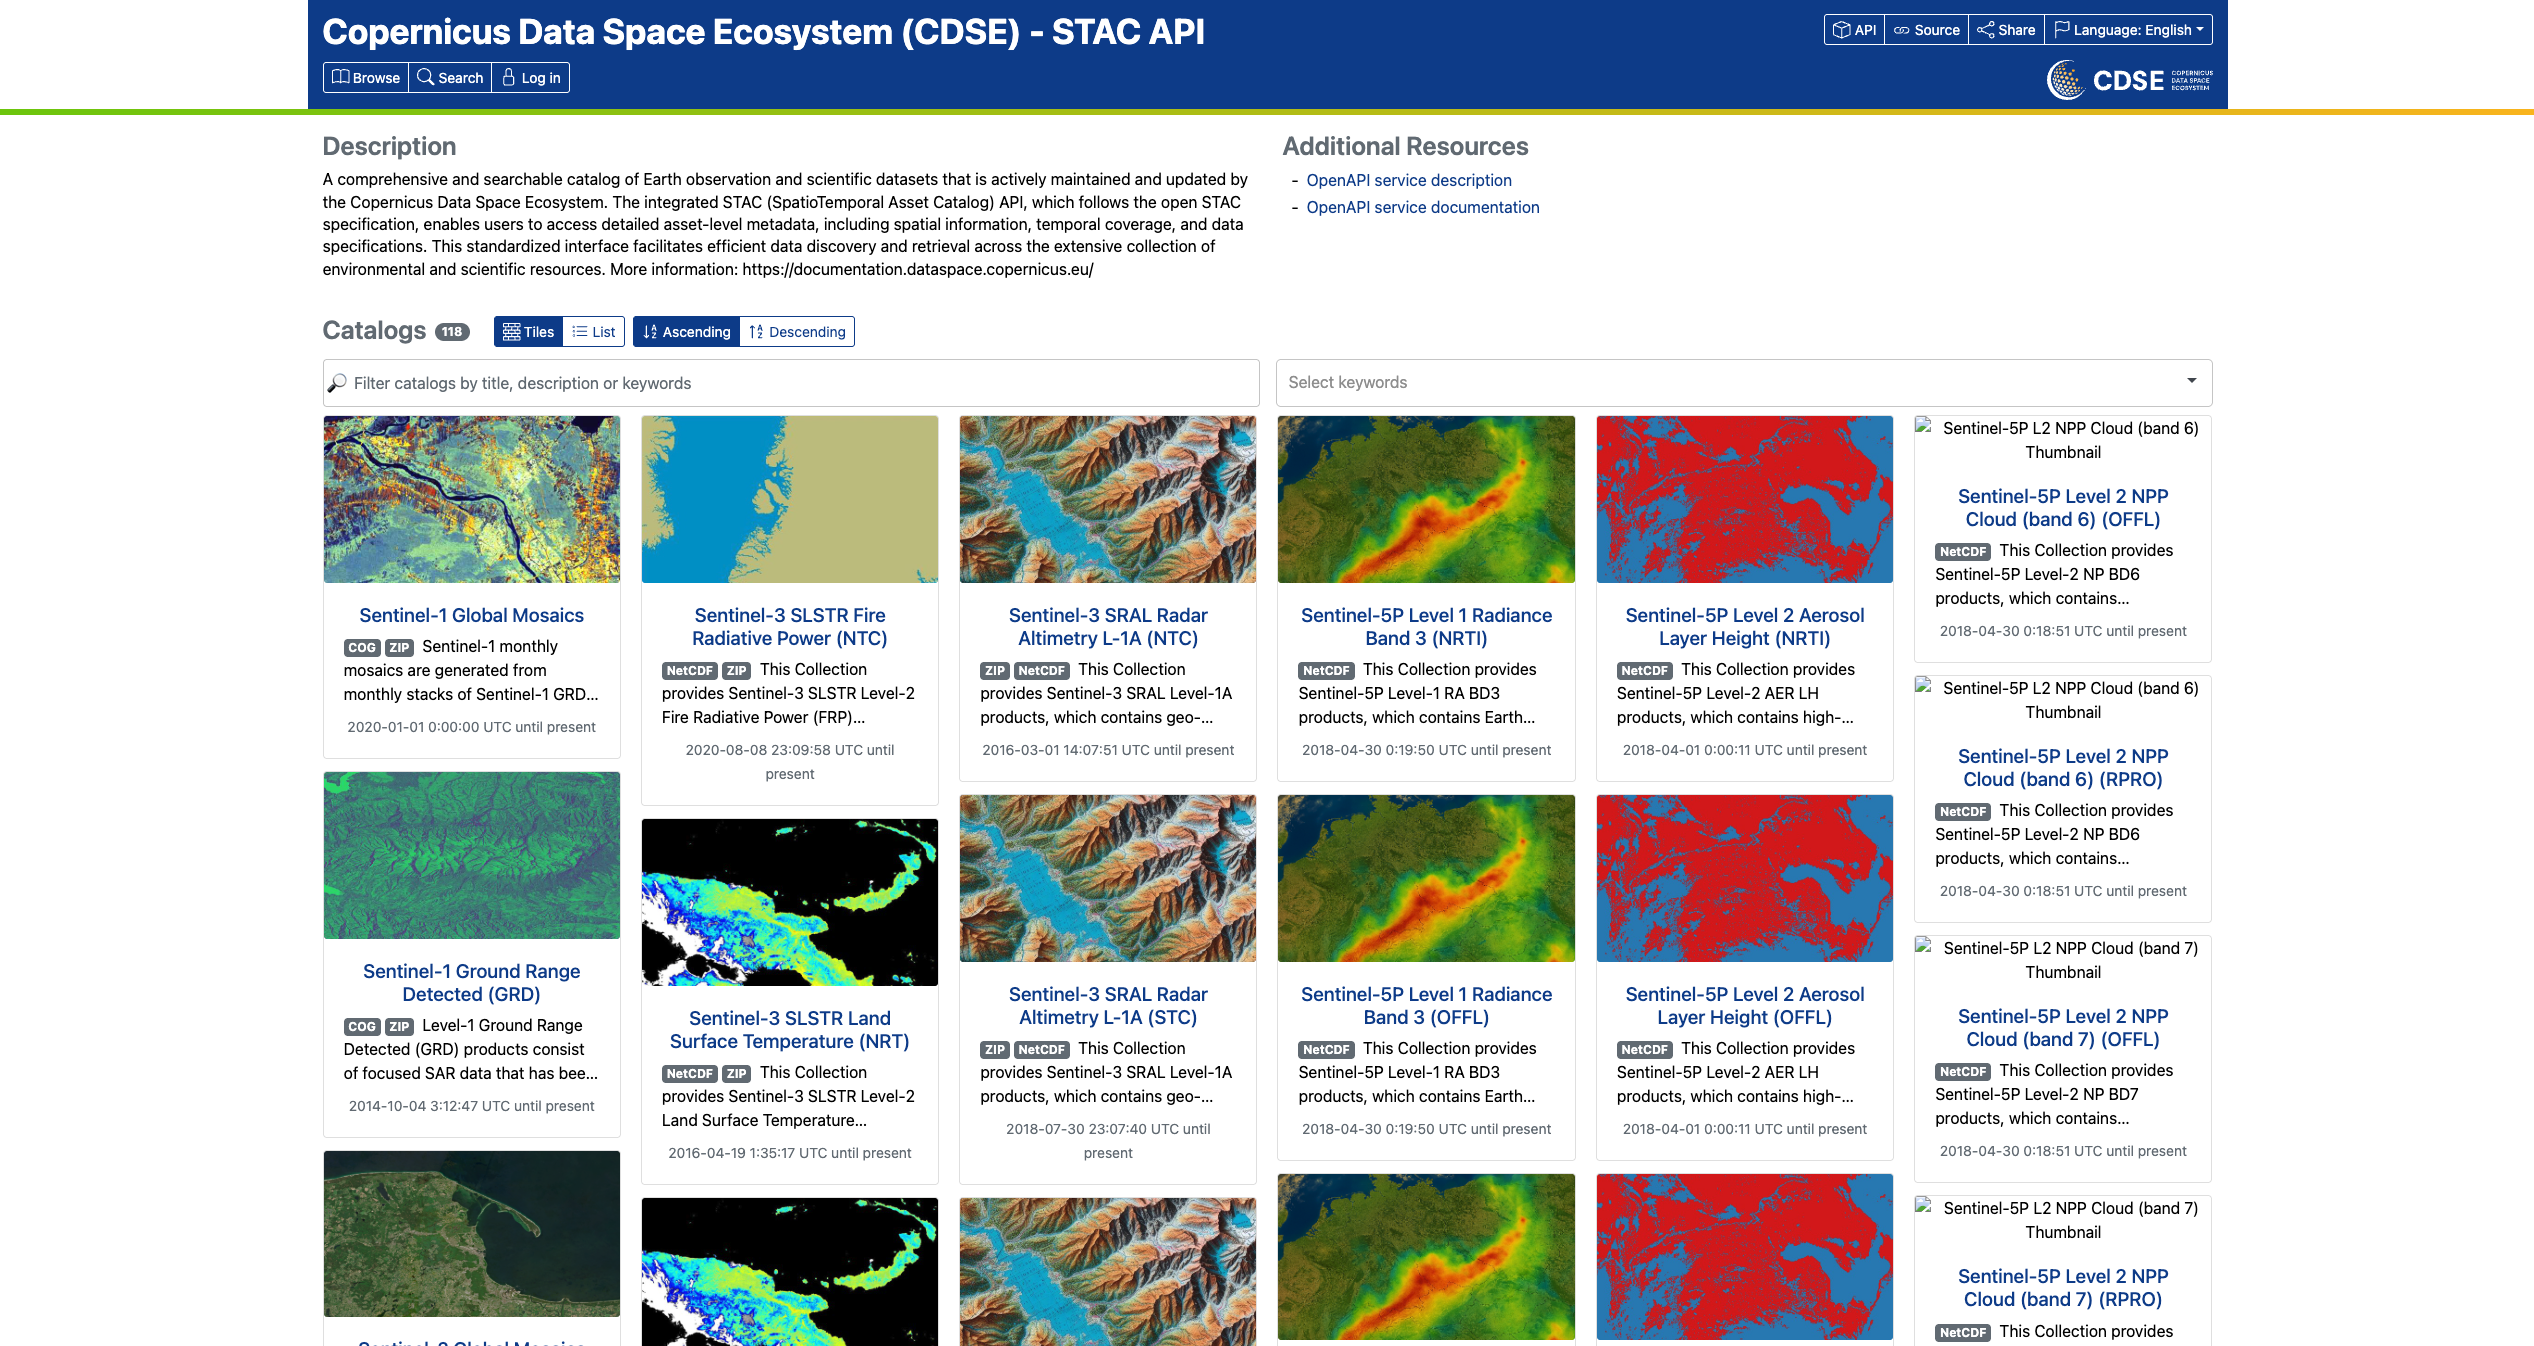 Copernicus Data Space Ecosystem (CDSE) - STAC API
API
Source
Share
Language: English
Browse
Search
Log in
CDSE
COPERNICUS
DATA SPACE
ECOSYSTEM
Description
A comprehensive and searchable catalog of Earth observation and scientific datasets that is actively maintained and updated by
the Copernicus Data Space Ecosystem. The integrated STAC (SpatioTemporal Asset Catalog) API, which follows the open STAC
specification, enables users to access detailed asset-level metadata, including spatial information, temporal coverage, and data
specifications. This standardized interface facilitates efficient data discovery and retrieval across the extensive collection of
environmental and scientific resources. More information: https://documentation.dataspace.copernicus.eu/
Additional Resources
- OpenAPI service description
- OpenAPI service documentation
Catalogs 118
Tiles
List
Ascending
Descending
Filter catalogs by title, description or keywords
Select keywords
Sentinel-1 Global Mosaics
COG ZIP Sentinel-1 monthly
mosaics are generated from
monthly stacks of Sentinel-1 GRD...
2020-01-01 0:00:00 UTC until present
Sentinel-1 Ground Range
Detected (GRD)
COG ZIP Level-1 Ground Range
Detected (GRD) products consist
of focused SAR data that has bee...
2014-10-04 3:12:47 UTC until present
Sentinel-2 Global Mosaics
Sentinel-3 SLSTR Fire
Radiative Power (NTC)
NetCDF ZIP This Collection
provides Sentinel-3 SLSTR Level-2
Fire Radiative Power (FRP)...
2020-08-08 23:09:58 UTC until
present
Sentinel-3 SLSTR Land
Surface Temperature (NRT)
NetCDF ZIP This Collection
provides Sentinel-3 SLSTR Level-2
Land Surface Temperature...
2016-04-19 1:35:17 UTC until present
Sentinel-3 SRAL Radar
Altimetry L-1A (NTC)
ZIP NetCDF This Collection
provides Sentinel-3 SRAL Level-1A
products, which contains geo-...
2016-03-01 14:07:51 UTC until present
Sentinel-3 SRAL Radar
Altimetry L-1A (STC)
ZIP NetCDF This Collection
provides Sentinel-3 SRAL Level-1A
products, which contains geo-...
2018-07-30 23:07:40 UTC until
present
Sentinel-5P Level 1 Radiance
Band 3 (NRTI)
NetCDF This Collection provides
Sentinel-5P Level-1 RA BD3
products, which contains Earth...
2018-04-30 0:19:50 UTC until present
Sentinel-5P Level 1 Radiance
Band 3 (OFFL)
NetCDF This Collection provides
Sentinel-5P Level-1 RA BD3
products, which contains Earth...
2018-04-30 0:19:50 UTC until present
Sentinel-5P Level 2 Aerosol
Layer Height (NRTI)
NetCDF This Collection provides
Sentinel-5P Level-2 AER LH
products, which contains high-...
2018-04-01 0:00:11 UTC until present
Sentinel-5P Level 2 Aerosol
Layer Height (OFFL)
NetCDF This Collection provides
Sentinel-5P Level-2 AER LH
products, which contains high-...
2018-04-01 0:00:11 UTC until present
Sentinel-5P L2 NPP Cloud (band 6)
Thumbnail
Sentinel-5P Level 2 NPP
Cloud (band 6) (OFFL)
NetCDF This Collection provides
Sentinel-5P Level-2 NP BD6
products, which contains...
2018-04-30 0:18:51 UTC until present
Sentinel-5P L2 NPP Cloud (band 6)
Thumbnail
Sentinel-5P Level 2 NPP
Cloud (band 6) (RPRO)
NetCDF This Collection provides
Sentinel-5P Level-2 NP BD6
products, which contains...
2018-04-30 0:18:51 UTC until present
Sentinel-5P L2 NPP Cloud (band 7)
Thumbnail
Sentinel-5P Level 2 NPP
Cloud (band 7) (OFFL)
NetCDF This Collection provides
Sentinel-5P Level-2 NP BD7
products, which contains...
2018-04-30 0:18:51 UTC until present
Sentinel-5P L2 NPP Cloud (band 7)
Thumbnail
Sentinel-5P Level 2 NPP
Cloud (band 7) (RPRO)
NetCDF This Collection provides